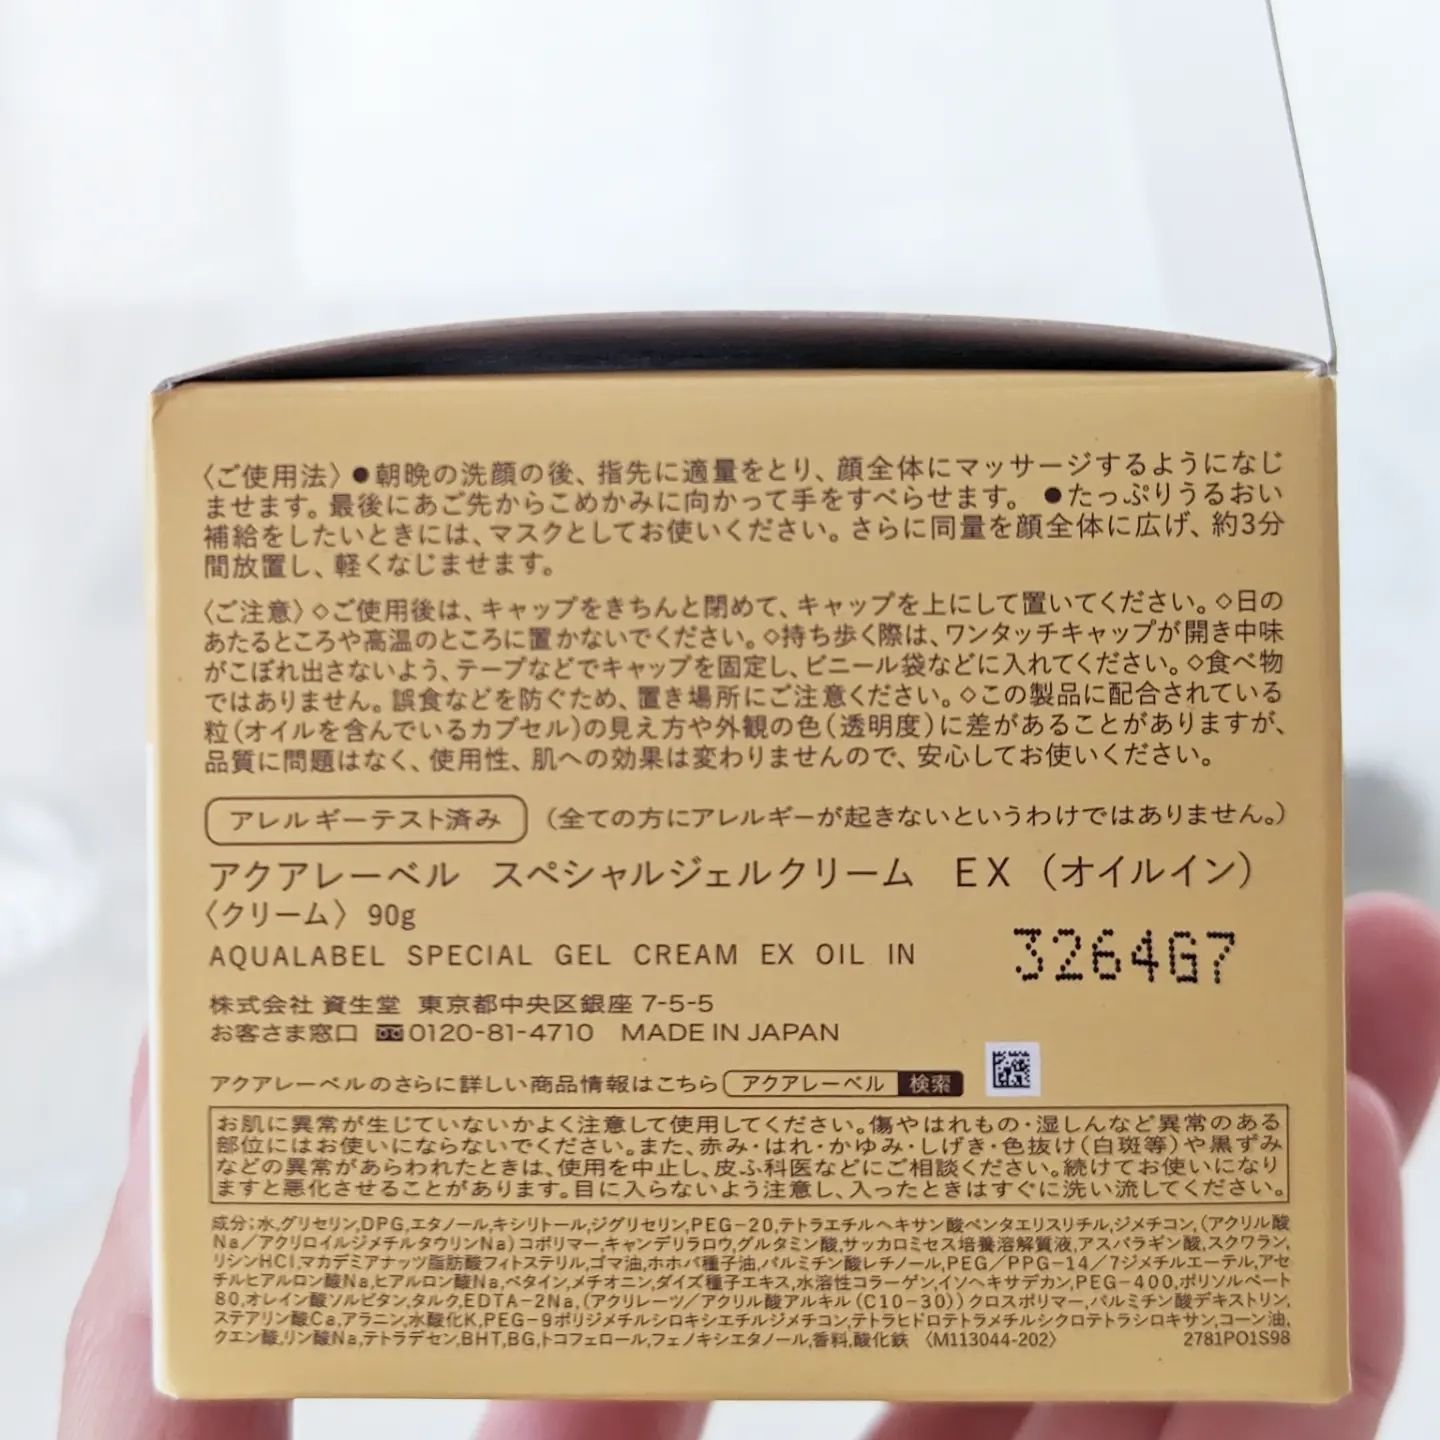 〈ご使用法〉●朝晩の洗顔の後、指先に適量をとり、顔全体にマッサージするようになじ
ませます。最後にあご先からこめかみに向かって手をすべらせます。 ●たっぷりうるおい
補給をしたいときには、マスクとしてお使いください。さらに同量を顔全体に広げ、約3分
間放置し、軽くなじませます。
〈ご注意〉◇ご使用後は、キャップをきちんと閉めて、キャップを上にして置いてください。◇日の
あたるところや高温のところに置かないでください。◇持ち歩く際は、ワンタッチキャップが開き中味
がこぼれ出さないよう、テープなどでキャップを固定し、ビニール袋などに入れてください。◇食べ物
ではありません。誤食などを防ぐため、置き場所にご注意ください。◇この製品に配合されている
粒(オイルを含んでいるカプセル)の見え方や外観の色(透明度)に差があることがありますが、
品質に問題はなく、使用性、肌への効果は変わりませんので、安心してお使いください。
アレルギーテスト済み (全ての方にアレルギーが起きないというわけではありません。)
アクアレーベル スペシャルジェルクリーム EX (オイルイン)
〈クリーム〉 90g
AQUALABEL SPECIAL GEL CREAM EX OIL IN
3264G7
株式会社 資生堂 東京都中央区銀座 7-5-5
お客さま窓口 0120-81-4710 MADE IN JAPAN
アクアレーベルのさらに詳しい商品情報はこちら アクアレーベル 検索
お肌に異常が生じていないかよく注意して使用してください。傷やはれもの・湿しんなど異常のある
部位にはお使いにならないでください。また、赤み・はれ・かゆみ・しげき・色抜け(白斑等)や黒ずみ
などの異常があらわれたときは、使用を中止し、皮ふ科医などにご相談ください。続けてお使いになり
ますと悪化させることがあります。目に入らないよう注意し、入ったときはすぐに洗い流してください。
成分:水,グリセリン,DPG,エタノール,キシリトール,ジグリセリン,PEG-20,テトラエチルヘキサン酸ペンタエリスリチル,ジメチコン,(アクリル酸
Na/アクリロイルジメチルタウリンNa)コポリマー,キャンデリラロウ,グルタミン酸,サッカロミセス培養溶解質液,アスパラギン酸,スクワラン,
リシンHCl,マカデミアナッツ脂肪酸フィトステリル,ゴマ油,ホホバ種子油,パルミチン酸レチノール,PEG/PPG-14/7ジメチルエーテル,アセ
チルヒアルロン酸Na,ヒアルロン酸Na,ベタイン,メチオニン,ダイズ種子エキス,水溶性コラーゲン,イソヘキサデカン,PEG-400,ポリソルベート
80,オレイン酸ソルビタン,タルク,EDTA-2Na,(アクリレーツ/アクリル酸アルキル(C10-30))クロスポリマー,パルミチン酸デキストリン,
ステアリン酸Ca,アラニン,水酸化K,PEG-9ポリジメチルシロキシエチルジメチコン,テトラヒドロテトラメチルシクロテトラシロキサン,コーン油,
クエン酸,リン酸Na,テトラデセン,BHT,BG,トコフェロール,フェノキシエタノール,香料,酸化鉄 〈M113044-202〉 2781PO1S98